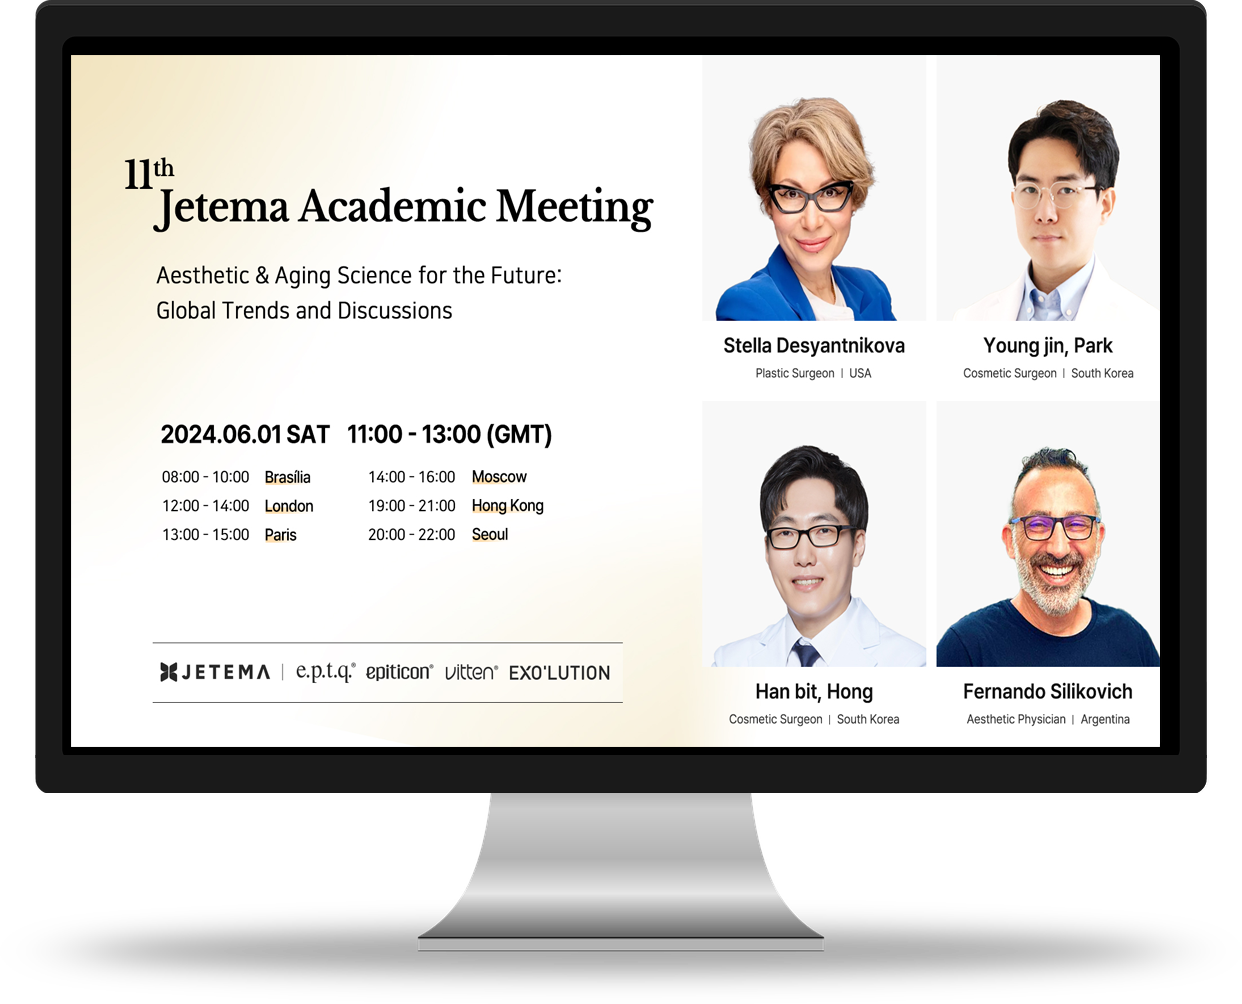 11th
Jetema Academic Meeting
Aesthetic & Aging Science for the Future:
Global Trends and Discussions
2024.06.01 SAT 11:00 - 13:00 (GMT)
08:00 - 10:00 Brasília 14:00 - 16:00 Moscow
12:00 - 14:00 London 19:00 - 21:00 Hong Kong
13:00 - 15:00 Paris 20:00 - 22:00 Seoul
JETEMA | e.p.t.q.® epiticon® vitten® EXO'LUTION
Stella Desyantnikova
Plastic Surgeon | USA
Young jin, Park
Cosmetic Surgeon | South Korea
Han bit, Hong
Cosmetic Surgeon | South Korea
Fernando Silikovich
Aesthetic Physician | Argentina